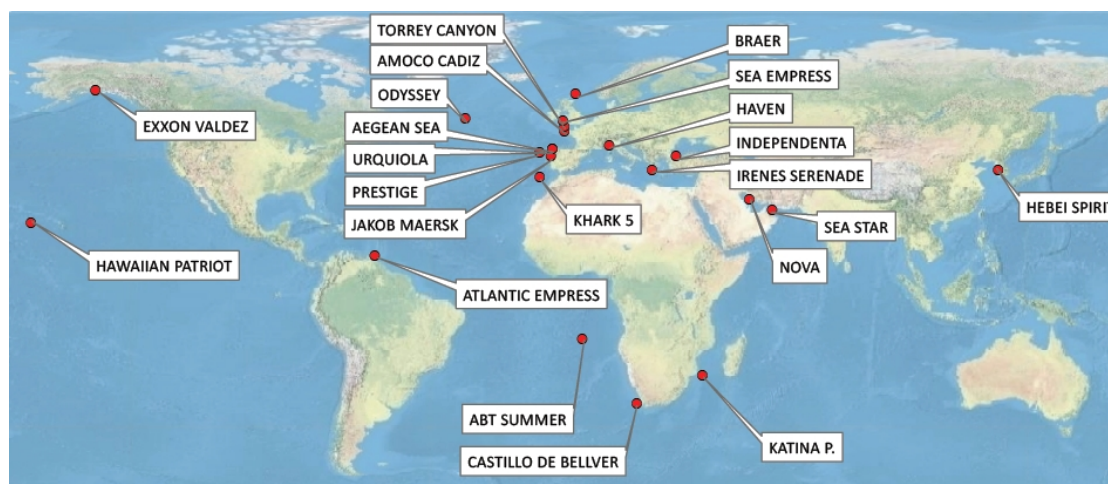 TORREY CANYON
BRAER
AMOCO CADIZ
SEA EMPRESS
ODYSSEY
HAVEN
EXXON VALDEZ
AEGEAN SEA
INDEPENDENTA
URQUIOLA
IRENES SERENADE
PRESTIGE
HEBEI SPIRIT
JAKOB MAERSK
KHARK 5
SEA STAR
HAWAIIAN PATRIOT
NOVA
ATLANTIC EMPRESS
ABT SUMMER
KATINA P.
CASTILLO DE BELLVER